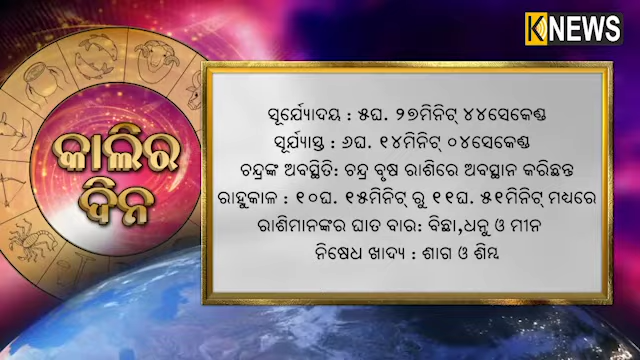 KNEWS
କାଲିର
ଦିନ
ସୂର୍ଯ୍ୟୋଦୟ : ୫ଘ. ୨୭ମିନିଟ୍ ୪୪ସେକେଣ୍ଡ
ସୂର୍ଯ୍ୟାସ୍ତ : ୬ଘ. ୧୪ମିନିଟ୍ ୦୪ସେକେଣ୍ଡ
ଚନ୍ଦ୍ରଙ୍କ ଅବସ୍ଥିତି: ଚନ୍ଦ୍ର ବୃଷ ରାଶିରେ ଅବସ୍ଥାନ କରିଛନ୍ତି
ରାହୁକାଳ : ୧୦ଘ. ୧୫ମିନିଟ୍ ରୁ ୧୧ଘ. ୫୧ମିନିଟ୍ ମଧ୍ୟରେ
ରାଶିମାନଙ୍କର ଘାତ ବାର: ବିଛା,ଧନୁ ଓ ମୀନ
ନିଷେଧ ଖାଦ୍ୟ : ଶାଗ ଓ ଶିମ୍ଭ